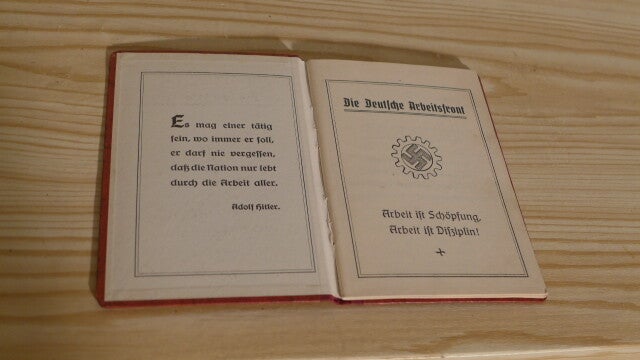 Es mag einer tätig
sein, wo immer er soll,
er darf nie vergessen,
daß die Nation nur lebt
durch die Arbeit aller.
Adolf Hitler.
Die Deutsche Arbeitsfront
Arbeit ist Schöpfung,
Arbeit ist Disziplin!